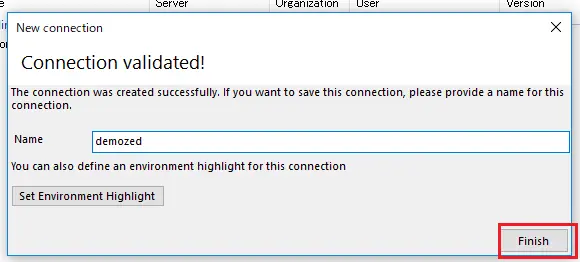 Server Organization User Version
New connection
Connection validated!
The connection was created successfully. If you want to save this connection, please provide a name for this
connection.
Name demozed
You can also define an environment highlight for this connection
Set Environment Highlight
Finish